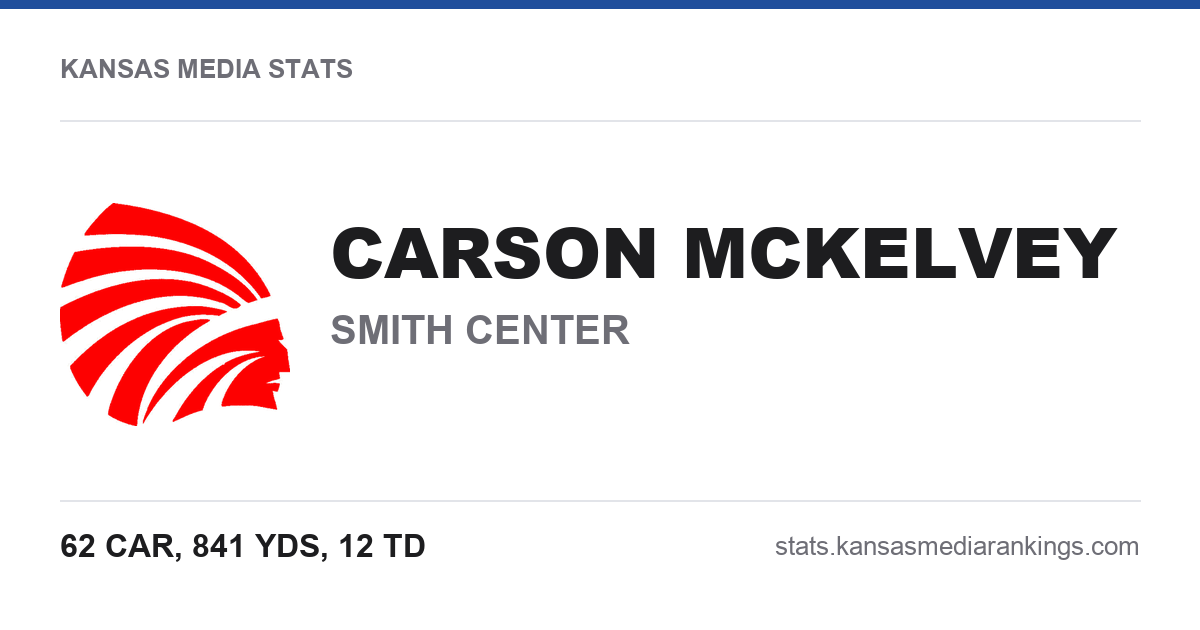 KANSAS MEDIA STATS
CARSON MCKELVEY
SMITH CENTER
62 CAR, 841 YDS, 12 TD
stats.kansasmediarankings.com